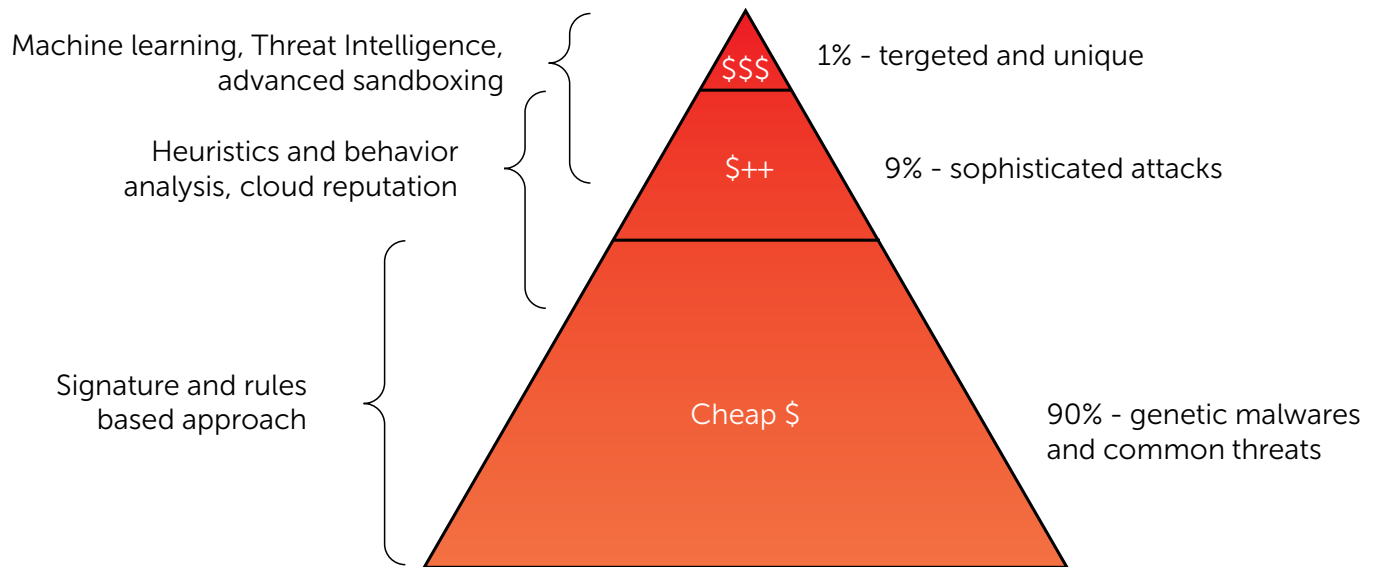 Machine learning, Threat Intelligence,
advanced sandboxing
$$$
1% - tergeted and unique
Heuristics and behavior
analysis, cloud reputation
$++
9% - sophisticated attacks
Signature and rules
based approach
Cheap $
90% - genetic malwares
and common threats